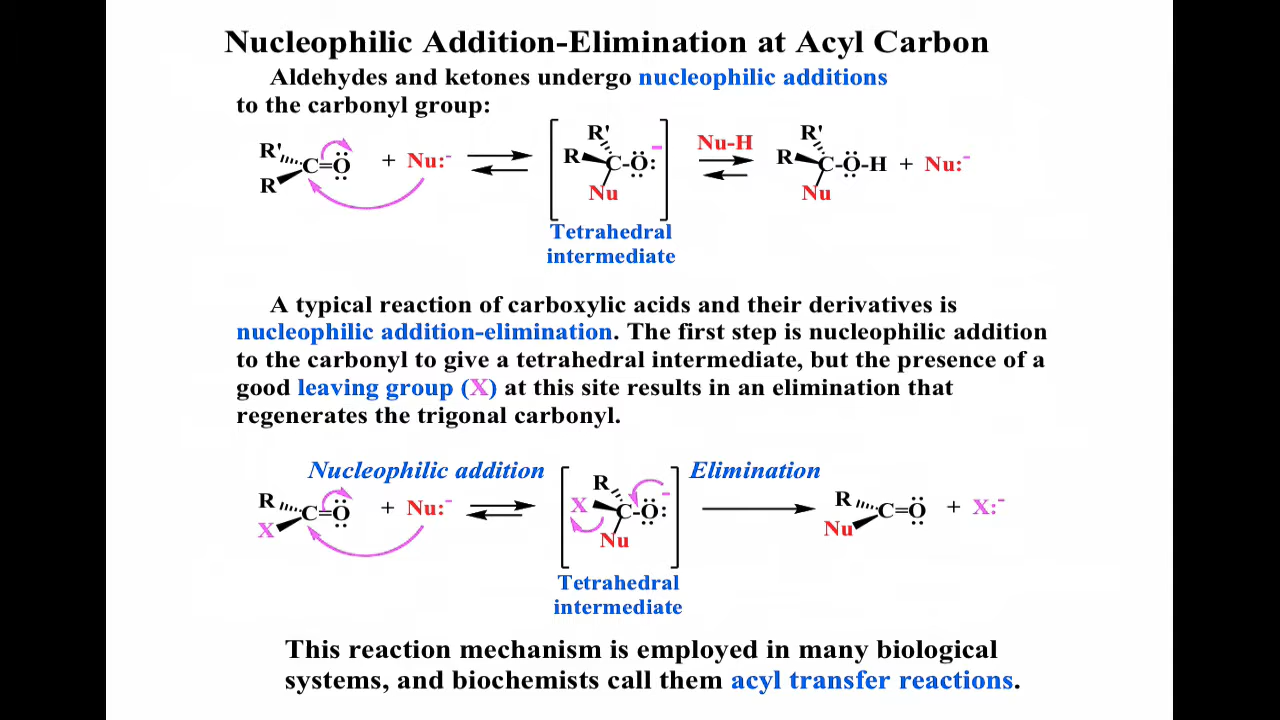 Nucleophilic Addition-Elimination at Acyl Carbon
Aldehydes and ketones undergo nucleophilic additions
to the carbonyl group:
R'
R
C=Ö
+ Nu:⁻
R'
R
C-Ö:
⁻
Nu
Nu-H
R'
R
C-Ö-H + Nu:⁻
Nu
Tetrahedral
intermediate
A typical reaction of carboxylic acids and their derivatives is
nucleophilic addition-elimination. The first step is nucleophilic addition
to the carbonyl to give a tetrahedral intermediate, but the presence of a
good leaving group (X) at this site results in an elimination that
regenerates the trigonal carbonyl.
Nucleophilic addition
Elimination
R
X
C=Ö
+ Nu:⁻
R
X
C-Ö:
⁻
Nu
R
Nu
C=Ö
+ X:⁻
Tetrahedral
intermediate
This reaction mechanism is employed in many biological
systems, and biochemists call them acyl transfer reactions.